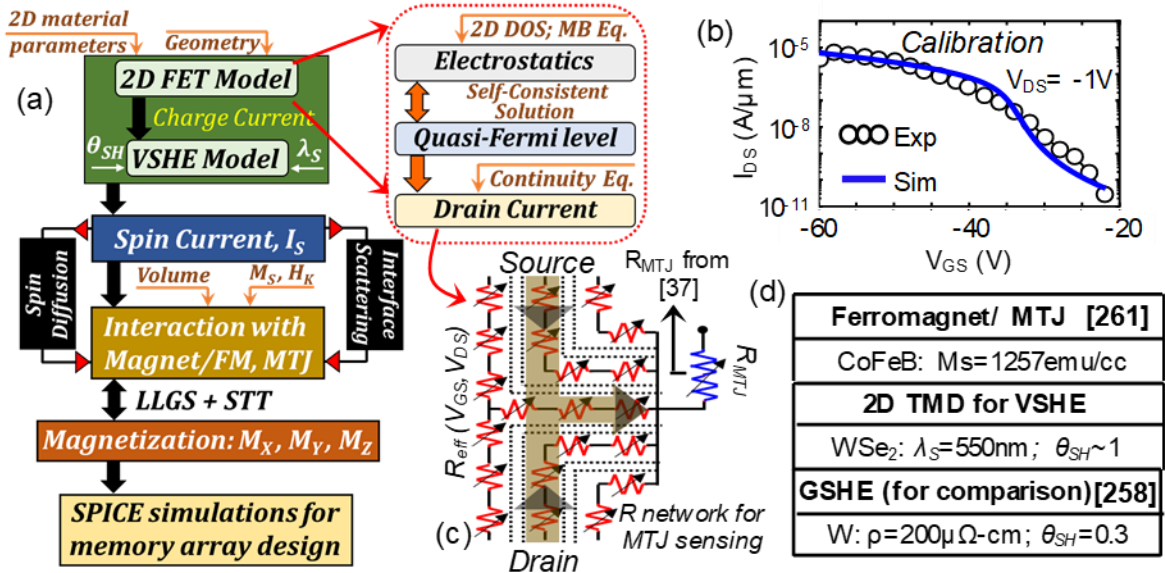 (a)
2D material
parameters
Geometry
2D FET Model
Charge Current
θSH
VSHE Model
λS
Spin Current, IS
Spin
Diffusion
Interface
Scattering
Volume
MS, HK
Interaction with
Magnet/FM, MTJ
LLGS + STT
Magnetization: MX, MY, MZ
SPICE simulations for
memory array design
2D DOS; MB Eq.
Electrostatics
Self-Consistent
Solution
Quasi-Fermi level
Continuity Eq.
Drain Current
(b)
Calibration
VDS= -1V
Exp
Sim
IDS (A/µm)
10-5
10-8
10-11
-60
-40
-20
VGS (V)
(c)
Source
RMTJ from
[37]
RMTJ
Reff (VGS, VDS)
R network for
MTJ sensing
Drain
(d)
Ferromagnet/ MTJ [261]
CoFeB: Ms=1257emu/cc
2D TMD for VSHE
WSe2: λS=550nm; θSH~1
GSHE (for comparison)[258]
W: ρ=200µΩ-cm; θSH=0.3